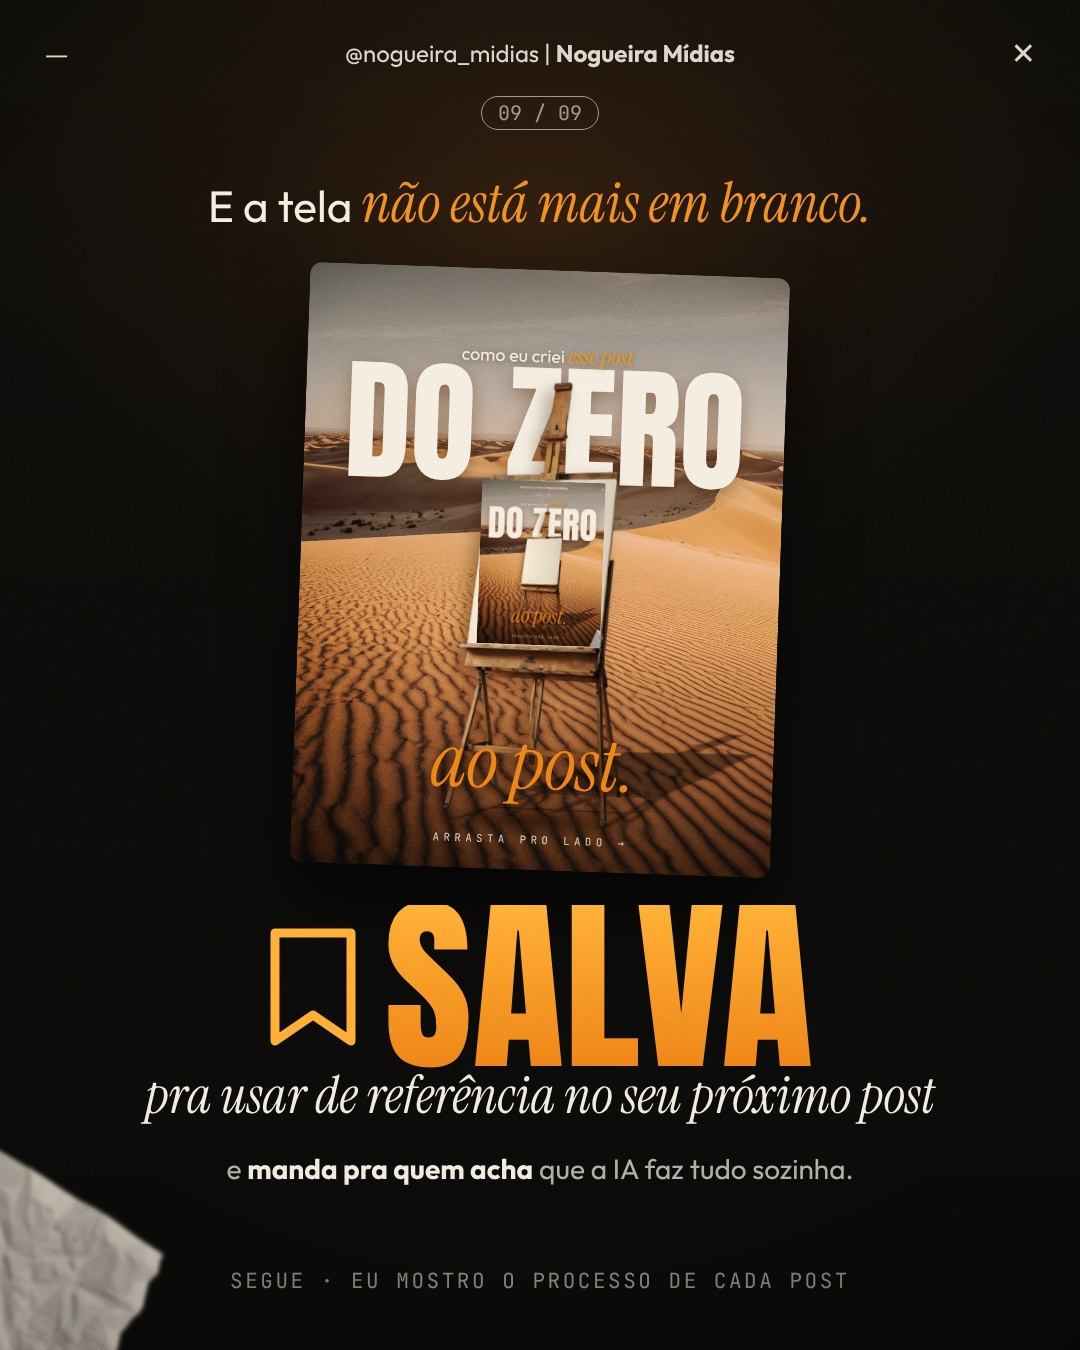 — @nogueira_midias | Nogueira Mídias ✕
09 / 09
E a tela não está mais em branco.
como eu criei esse post
DO ZERO
DO ZERO
ao post.
ao post.
ARRASTA PRO LADO →
SALVA
pra usar de referência no seu próximo post
e manda pra quem acha que a IA faz tudo sozinha.
SEGUE · EU MOSTRO O PROCESSO DE CADA POST